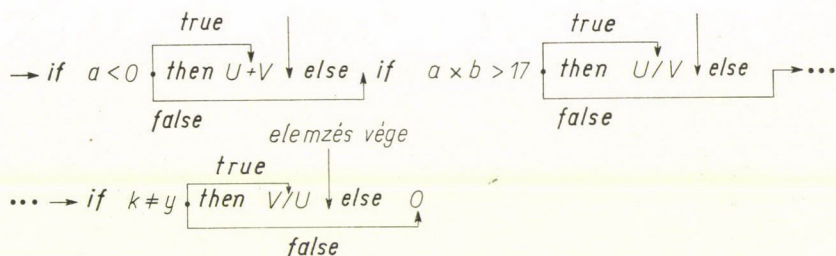 true true
→ if a < 0 then U + V else if a × b > 17 then U / V else → •••
false false
elemzés vége
true
••• → if k ≠ y then V / U else 0
false